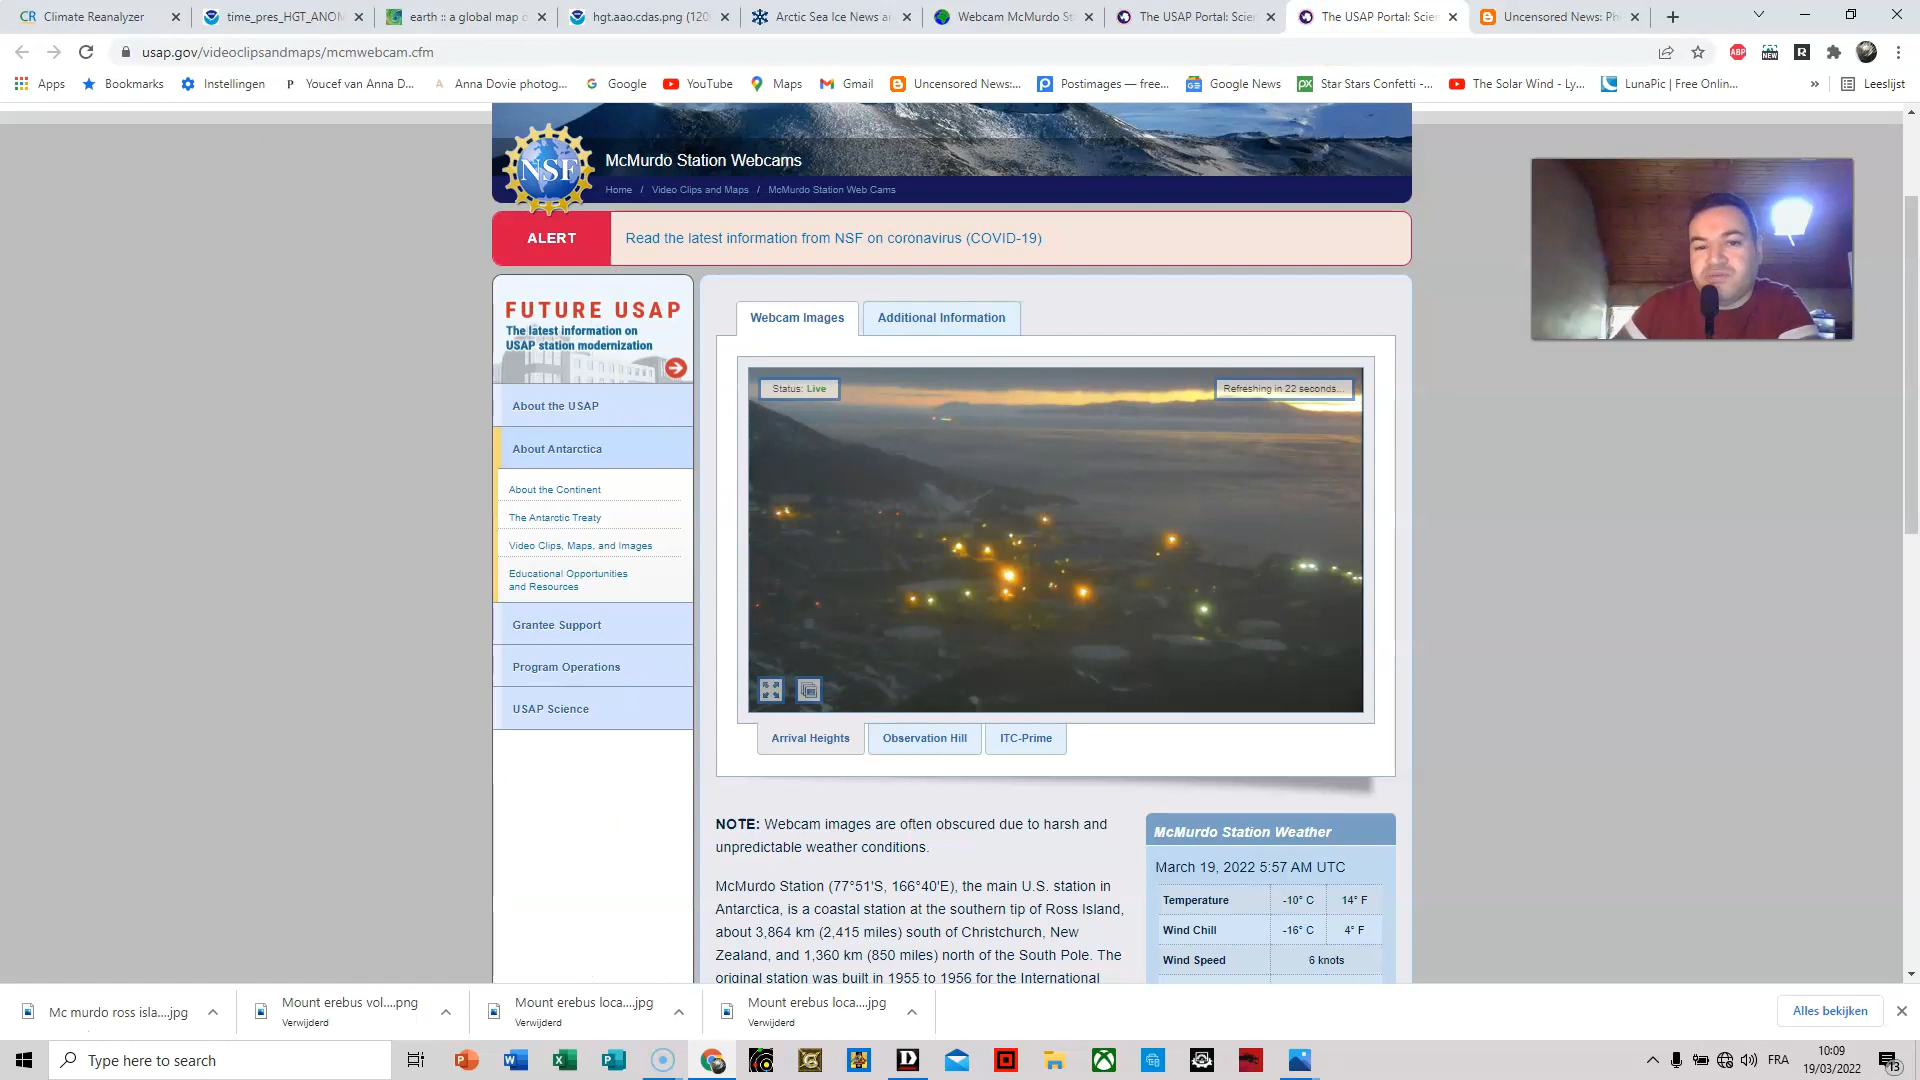 Climate Reanalyzer
time_pres_HGT_ANOM
earth :: a global map o
hgt.aao.cdas.png (120
Arctic Sea Ice News an
Webcam McMurdo St
The USAP Portal: Scien
The USAP Portal: Scien
Uncensored News: Ph
usap.gov/videoclipsandmaps/mcmwebcam.cfm
ABP
NEW
R
Apps
Bookmarks
Instellingen
P Youcef van Anna D...
A Anna Dovie photog...
Google
YouTube
Maps
Gmail
Uncensored News:...
Postimages — free...
Google News
Star Stars Confetti -...
The Solar Wind - Ly...
LunaPic | Free Onlin...
»
Leeslijst
NSF
McMurdo Station Webcams
Home / Video Clips and Maps / McMurdo Station Web Cams
ALERT
Read the latest information from NSF on coronavirus (COVID-19)
FUTURE USAP
The latest information on
USAP station modernization
About the USAP
About Antarctica
About the Continent
The Antarctic Treaty
Video Clips, Maps, and Images
Educational Opportunities
and Resources
Grantee Support
Program Operations
USAP Science
Webcam Images
Additional Information
Status: Live
Refreshing in 22 seconds...
Arrival Heights
Observation Hill
ITC-Prime
NOTE: Webcam images are often obscured due to harsh and
unpredictable weather conditions.
McMurdo Station (77°51'S, 166°40'E), the main U.S. station in
Antarctica, is a coastal station at the southern tip of Ross Island,
about 3,864 km (2,415 miles) south of Christchurch, New
Zealand, and 1,360 km (850 miles) north of the South Pole. The
original station was built in 1955 to 1956 for the International
McMurdo Station Weather
March 19, 2022 5:57 AM UTC
Temperature -10° C 14° F
Wind Chill -16° C 4° F
Wind Speed 6 knots
Mc murdo ross isla....jpg
Mount erebus vol....png
Verwijderd
Mount erebus loca....jpg
Verwijderd
Mount erebus loca....jpg
Verwijderd
Alles bekijken
Type here to search
FRA
10:09
19/03/2022
13